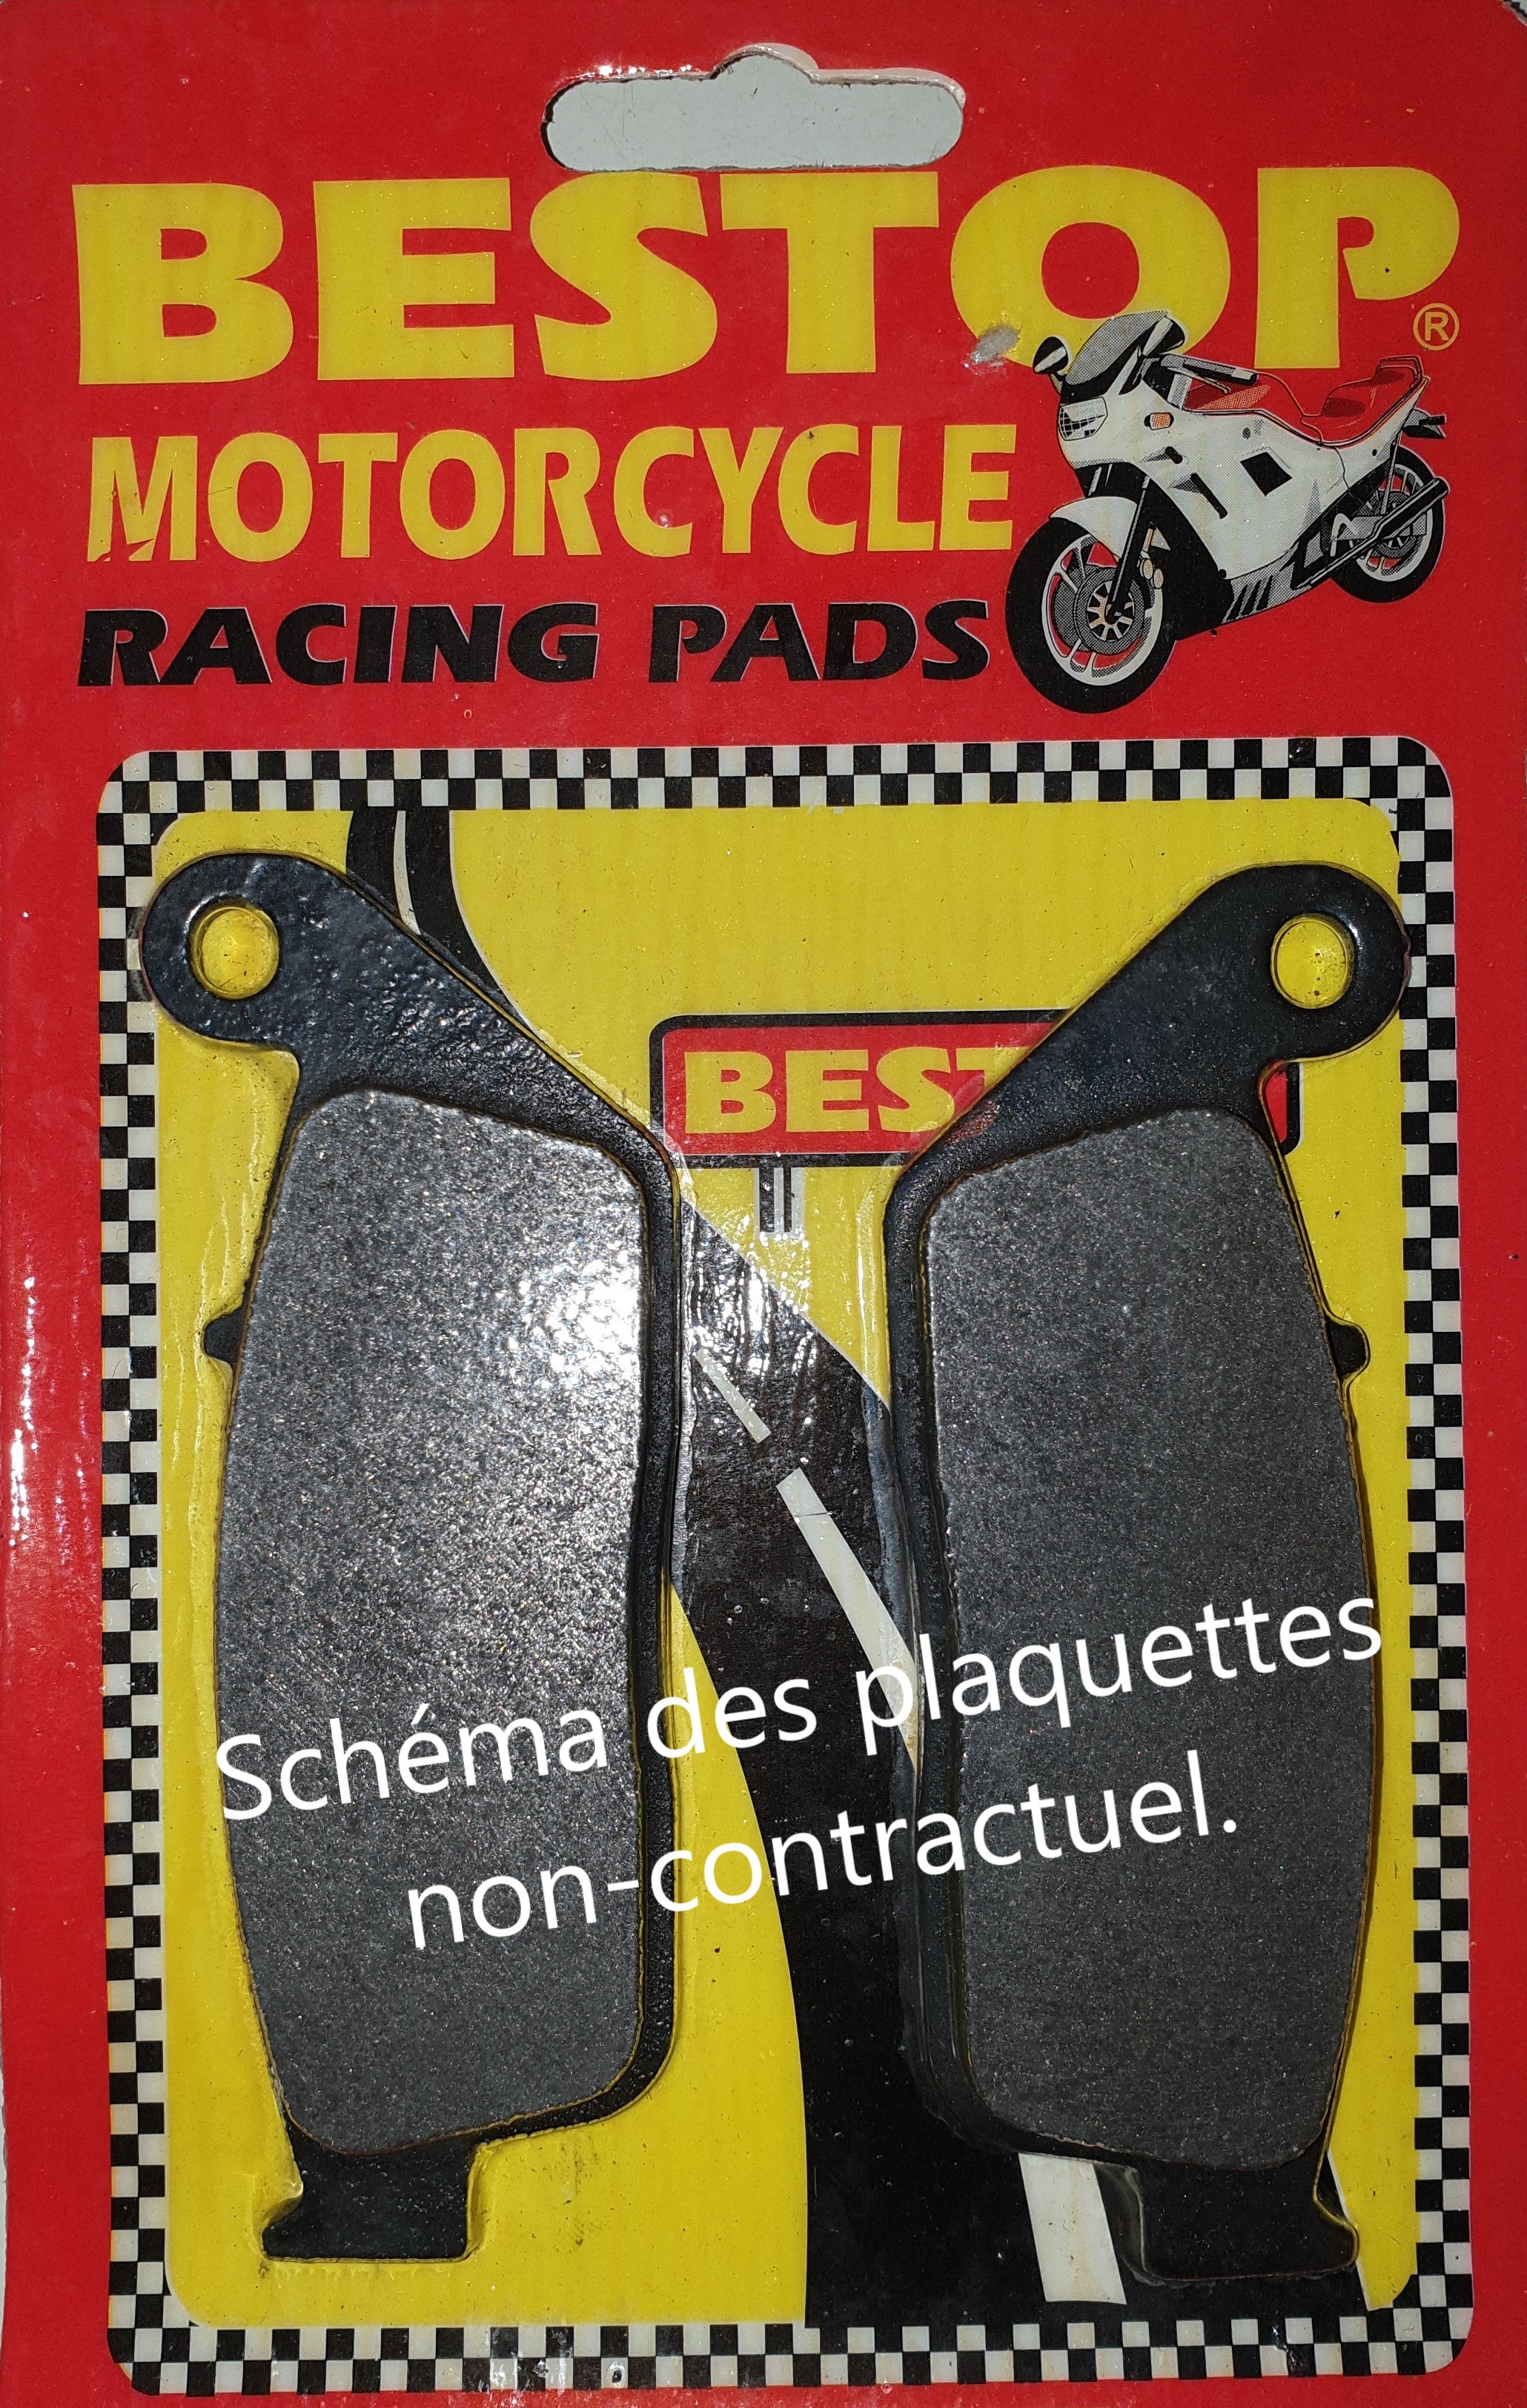 BESTOP®
MOTORCYCLE
RACING PADS
BEST
Schéma des plaquettes
non-contractuel.